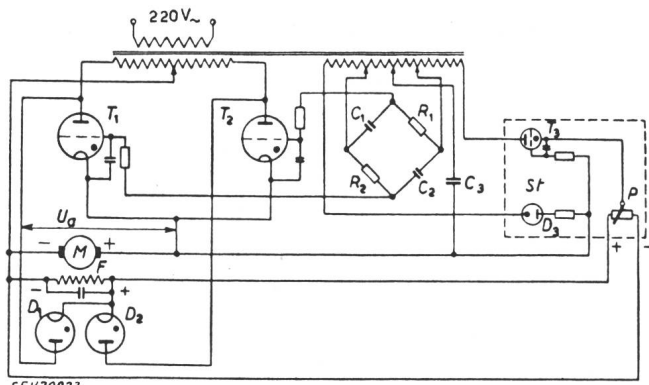 220V~
T1
T2
C1
R1
R2
C2
C3
T3
St
D3
P
+ -
Ua
- M +
F
- +
D1
D2